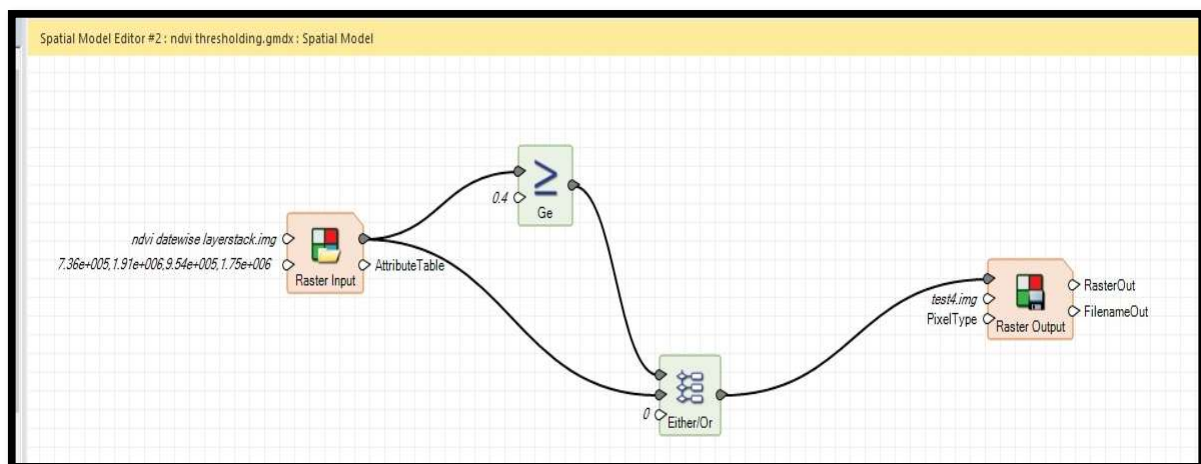 Spatial Model Editor #2 : ndvi thresholding.gmdx : Spatial Model
0.4
Ge
ndvi datewise layerstack.img
7.36e+005,1.91e+006,9.54e+005,1.75e+006
AttributeTable
Raster Input
RasterOut
test4.img
FilenameOut
PixelType
Raster Output
0
Either/Or